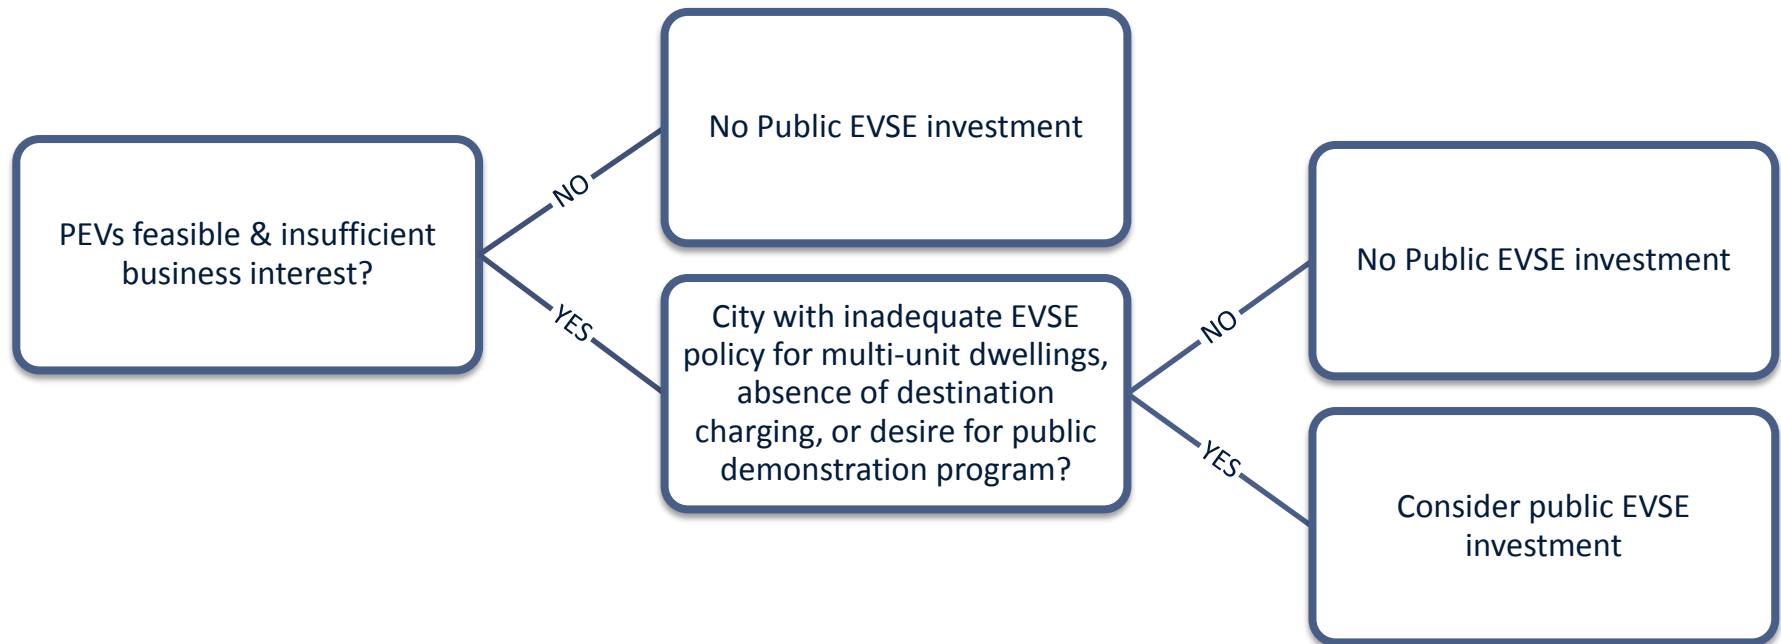 PEVs feasible & insufficient
business interest?
NO
No Public EVSE investment
YES
City with inadequate EVSE
policy for multi-unit dwellings,
absence of destination
charging, or desire for public
demonstration program?
NO
No Public EVSE investment
YES
Consider public EVSE
investment